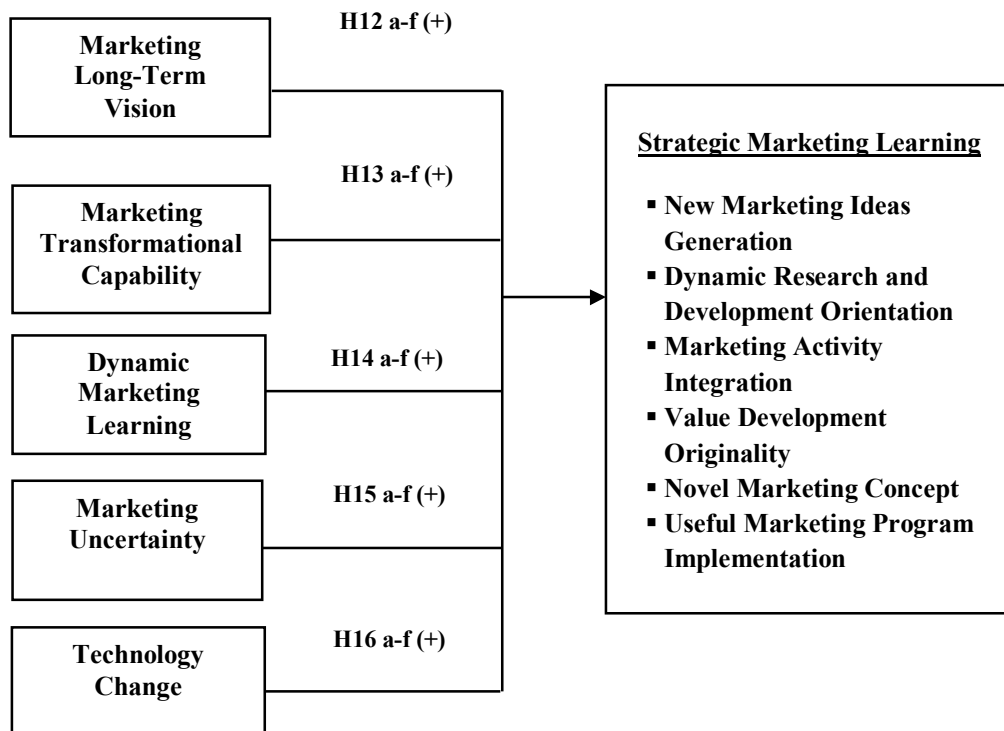 H12 a-f (+)
Marketing
Long-Term
Vision
H13 a-f (+)
Marketing
Transformational
Capability
H14 a-f (+)
Dynamic
Marketing
Learning
H15 a-f (+)
Marketing
Uncertainty
H16 a-f (+)
Technology
Change
Strategic Marketing Learning
▪ New Marketing Ideas
Generation
▪ Dynamic Research and
Development Orientation
▪ Marketing Activity
Integration
▪ Value Development
Originality
▪ Novel Marketing Concept
▪ Useful Marketing Program
Implementation